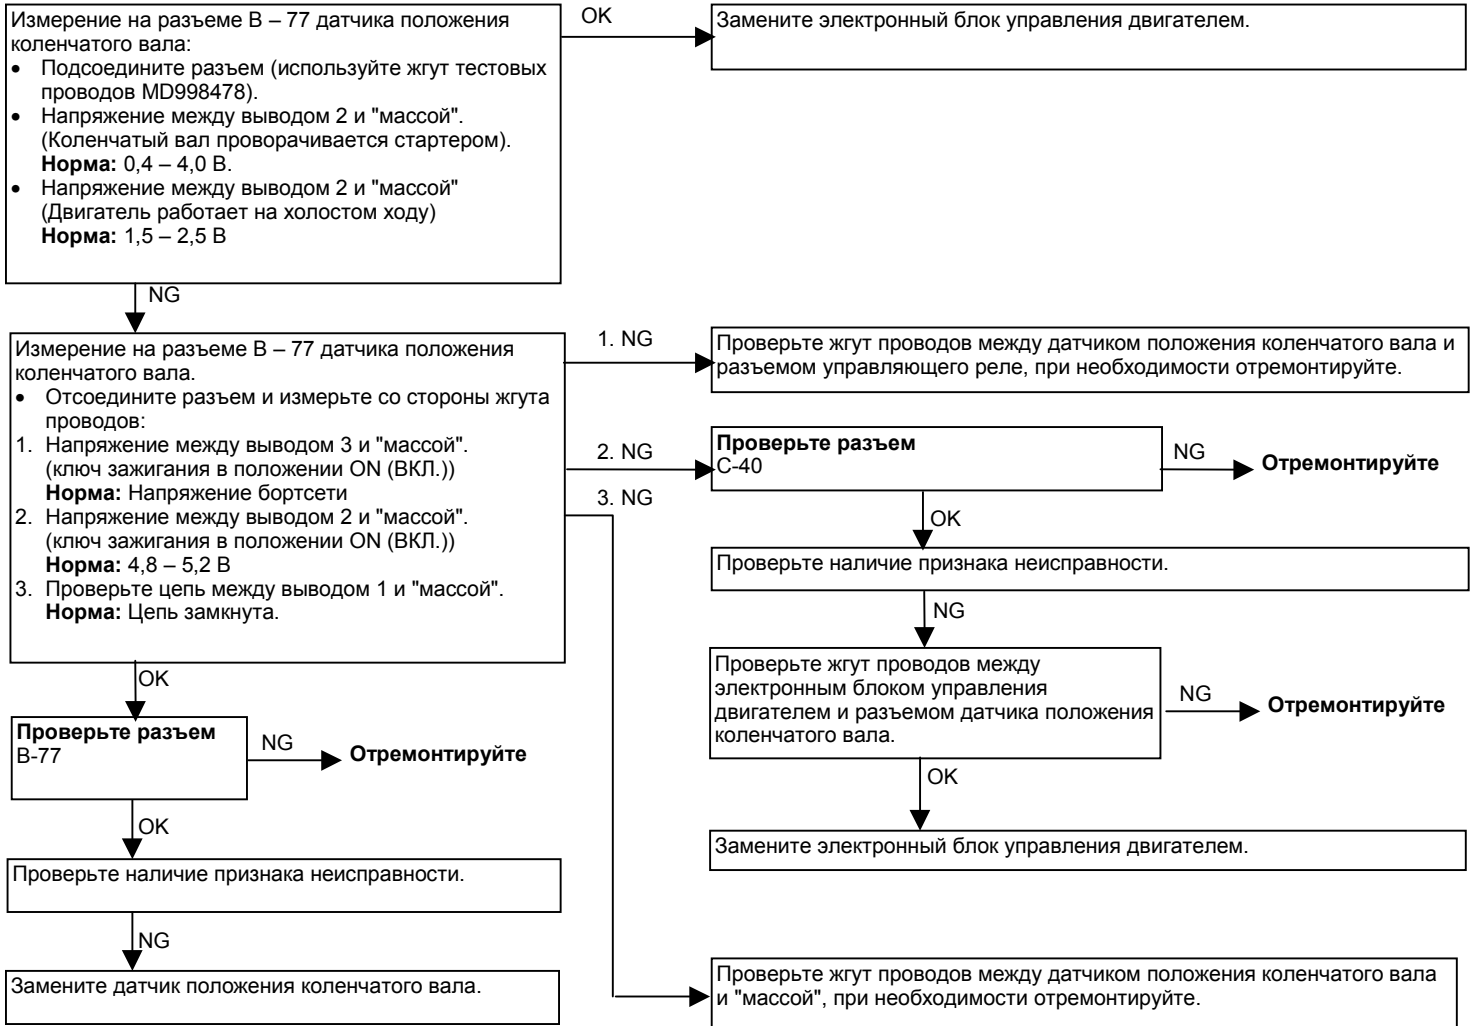 Измерение на разъеме В – 77 датчика положения
коленчатого вала:
• Подсоедините разъем (используйте жгут тестовых
проводов MD998478).
• Напряжение между выводом 2 и "массой".
(Коленчатый вал проворачивается стартером).
Норма: 0,4 – 4,0 В.
• Напряжение между выводом 2 и "массой"
(Двигатель работает на холостом ходу)
Норма: 1,5 – 2,5 В
OK
Замените электронный блок управления двигателем.
NG
Измерение на разъеме В – 77 датчика положения
коленчатого вала.
• Отсоедините разъем и измерьте со стороны жгута
проводов:
1. Напряжение между выводом 3 и "массой".
(ключ зажигания в положении ON (ВКЛ.))
Норма: Напряжение бортсети
2. Напряжение между выводом 2 и "массой".
(ключ зажигания в положении ON (ВКЛ.))
Норма: 4,8 – 5,2 В
3. Проверьте цепь между выводом 1 и "массой".
Норма: Цепь замкнута.
1. NG
Проверьте жгут проводов между датчиком положения коленчатого вала и
разъемом управляющего реле, при необходимости отремонтируйте.
2. NG
Проверьте разъем
С-40
NG
Отремонтируйте
3. NG
OK
Проверьте наличие признака неисправности.
NG
Проверьте жгут проводов между
электронным блоком управления
двигателем и разъемом датчика положения
коленчатого вала.
NG
Отремонтируйте
OK
Замените электронный блок управления двигателем.
OK
Проверьте разъем
В-77
NG
Отремонтируйте
OK
Проверьте наличие признака неисправности.
NG
Замените датчик положения коленчатого вала.
Проверьте жгут проводов между датчиком положения коленчатого вала
и "массой", при необходимости отремонтируйте.